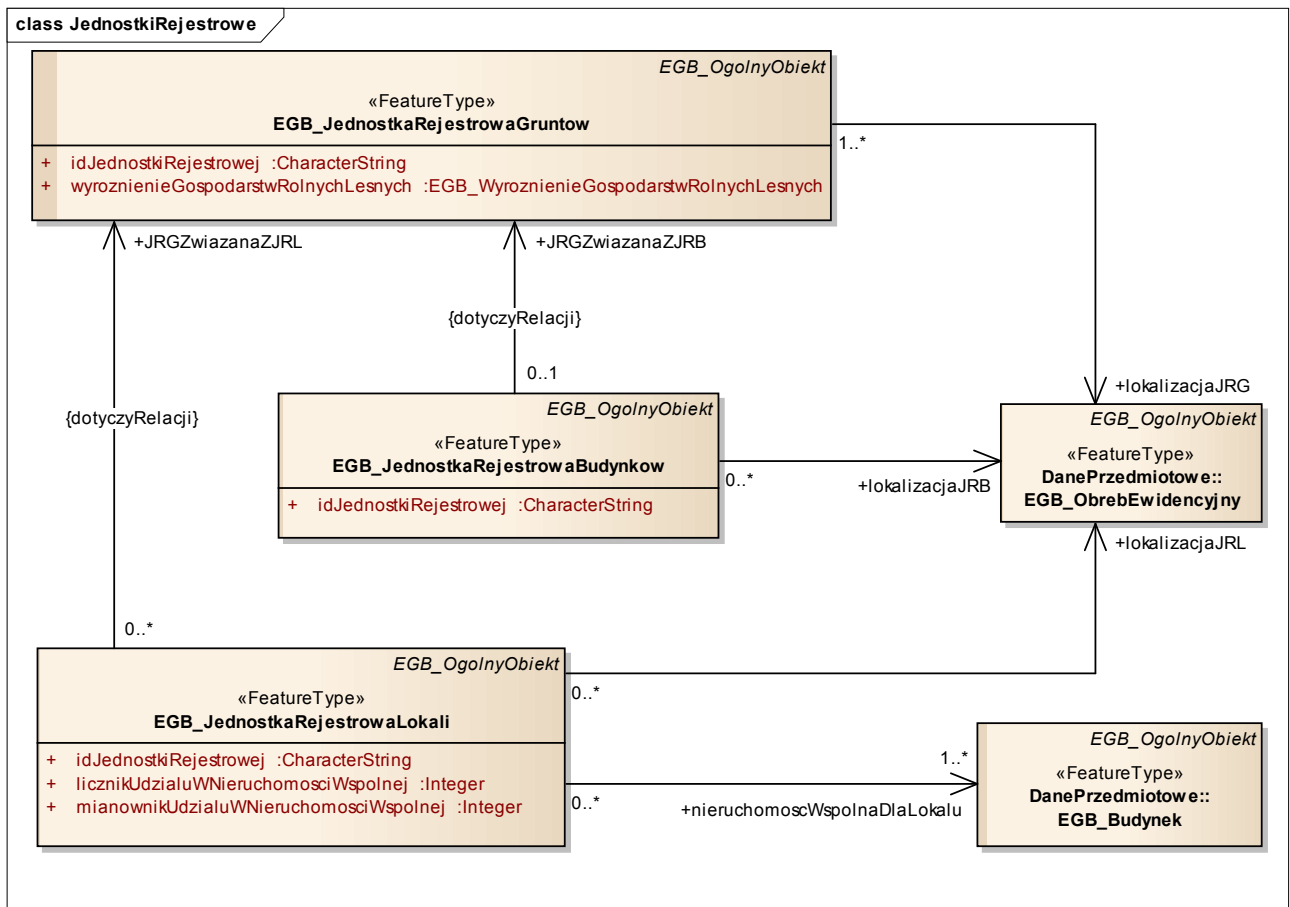 class JednostkiRejestrowe
EGB_OgolnyObiekt
«FeatureType»
EGB_JednostkaRejestrowaGruntow
+ idJednostkiRejestrowej :CharacterString
+ wyroznienieGospodarstwRolnychLesnych :EGB_WyroznienieGospodarstwRolnychLesnych
1..*
+JRGZwiazanaZJRL
+JRGZwiazanaZJRB
{dotyczyRelacji}
0..1
+lokalizacjaJRG
{dotyczyRelacji}
EGB_OgolnyObiekt
«FeatureType»
EGB_JednostkaRejestrowaBudynkow
+ idJednostkiRejestrowej :CharacterString
0..*
+lokalizacjaJRB
EGB_OgolnyObiekt
«FeatureType»
DanePrzedmiotowe::
EGB_ObrebEwidencyjny
+lokalizacjaJRL
0..*
EGB_OgolnyObiekt
«FeatureType»
EGB_JednostkaRejestrowaLokali
+ idJednostkiRejestrowej :CharacterString
+ licznikUdzialuWNieruchomosciWspolnej :Integer
+ mianownikUdzialuWNieruchomosciWspolnej :Integer
0..*
0..*
1..*
+nieruchomoscWspolnaDlaLokalu
EGB_OgolnyObiekt
«FeatureType»
DanePrzedmiotowe::
EGB_Budynek